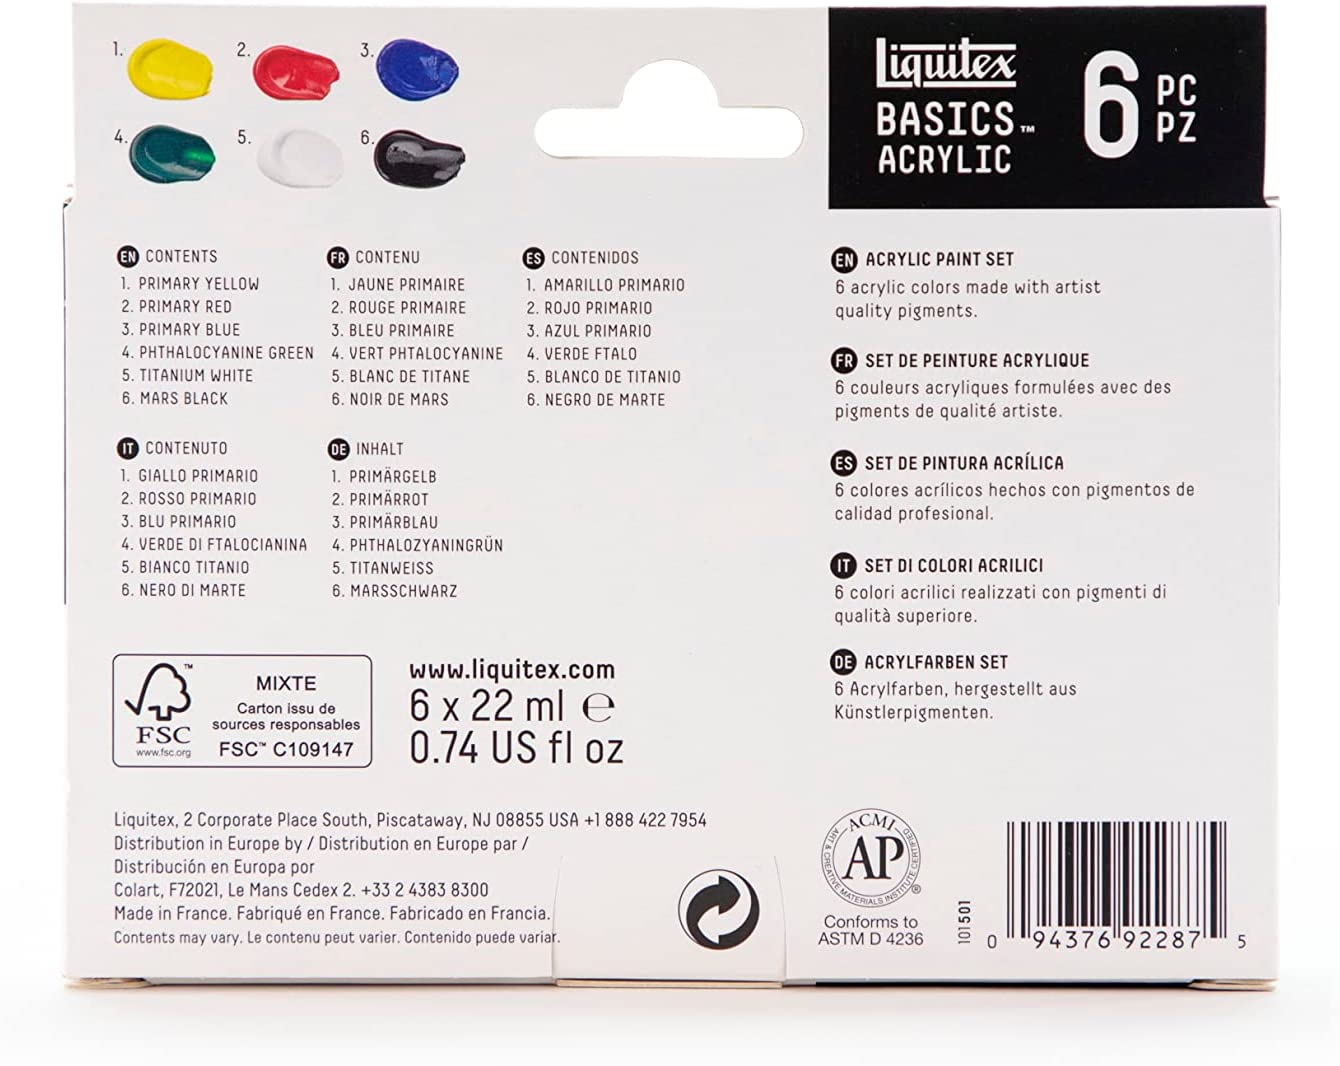 1.
2.
3.
4.
5.
6.
Liquitex
BASICS™
ACRYLIC
6 PC
PZ
EN CONTENTS
1. PRIMARY YELLOW
2. PRIMARY RED
3. PRIMARY BLUE
4. PHTHALOCYANINE GREEN
5. TITANIUM WHITE
6. MARS BLACK
FR CONTENU
1. JAUNE PRIMAIRE
2. ROUGE PRIMAIRE
3. BLEU PRIMAIRE
4. VERT PHTALOCYANINE
5. BLANC DE TITANE
6. NOIR DE MARS
ES CONTENIDOS
1. AMARILLO PRIMARIO
2. ROJO PRIMARIO
3. AZUL PRIMARIO
4. VERDE FTALO
5. BLANCO DE TITANIO
6. NEGRO DE MARTE
IT CONTENUTO
1. GIALLO PRIMARIO
2. ROSSO PRIMARIO
3. BLU PRIMARIO
4. VERDE DI FTALOCIANINA
5. BIANCO TITANIO
6. NERO DI MARTE
DE INHALT
1. PRIMÄRGELB
2. PRIMÄRROT
3. PRIMÄRBLAU
4. PHTHALOZYANINGRÜN
5. TITANWEISS
6. MARSSCHWARZ
EN ACRYLIC PAINT SET
6 acrylic colors made with artist
quality pigments.
FR SET DE PEINTURE ACRYLIQUE
6 couleurs acryliques formulées avec des
pigments de qualité artiste.
ES SET DE PINTURA ACRÍLICA
6 colores acrílicos hechos con pigmentos de
calidad profesional.
IT SET DI COLORI ACRILICI
6 colori acrilici realizzati con pigmenti di
qualità superiore.
DE ACRYLFARBEN SET
6 Acrylfarben, hergestellt aus
Künstlerpigmenten.
™
FSC
www.fsc.org
MIXTE
Carton issu de
sources responsables
FSC™ C109147
www.liquitex.com
6 x 22 ml ℮
0.74 US fl oz
Liquitex, 2 Corporate Place South, Piscataway, NJ 08855 USA +1 888 422 7954
Distribution in Europe by / Distribution en Europe par /
Distribución en Europa por
Colart, F72021, Le Mans Cedex 2. +33 2 4383 8300
Made in France. Fabriqué en France. Fabricado en Francia.
Contents may vary. Le contenu peut varier. Contenido puede variar.
ACMI
AP
ART & CREATIVE MATERIALS INSTITUTE CERTIFIED
®
Conforms to
ASTM D 4236
101501
0 94376 92287 5